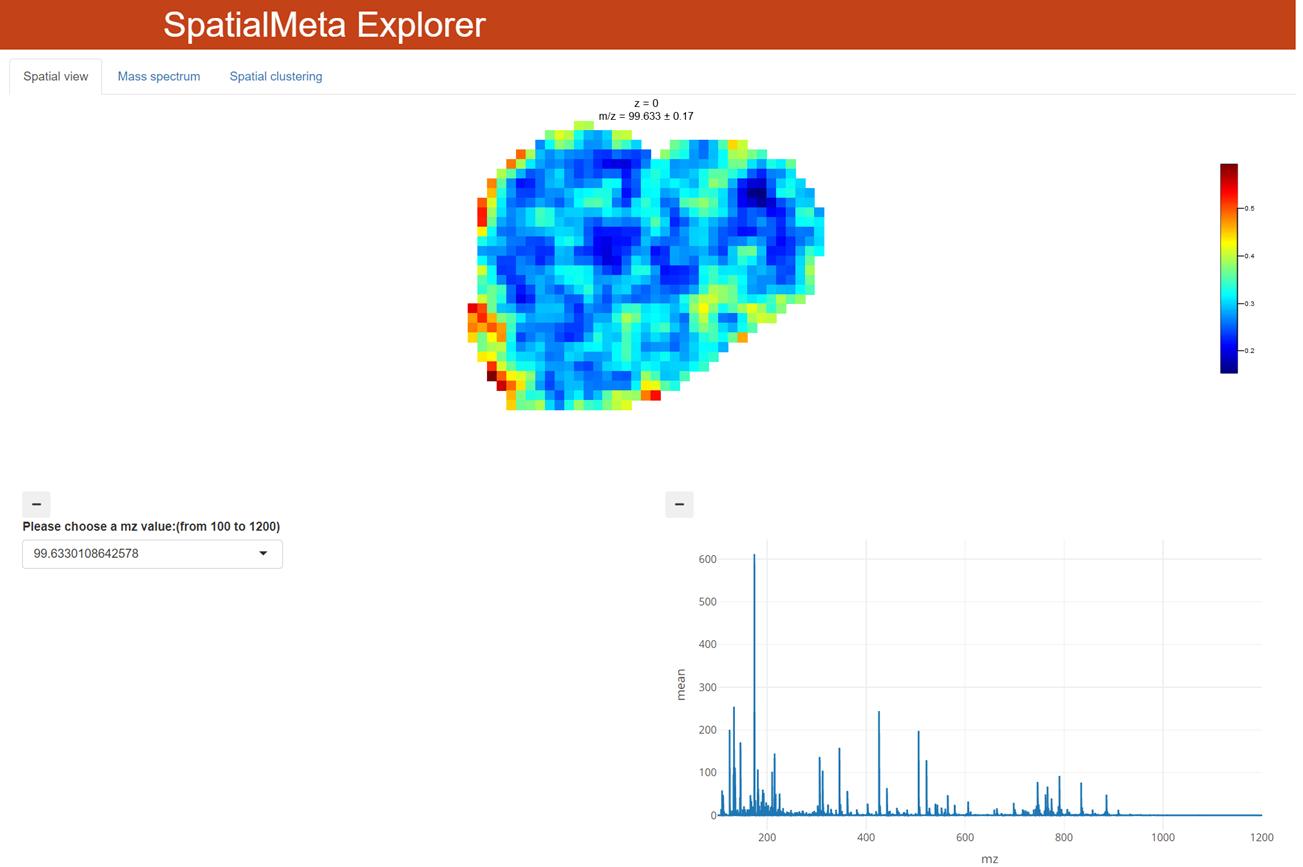 SpatialMeta Explorer
Spatial view
Mass spectrum
Spatial clustering
z = 0
m/z = 99.633 ± 0.17
0.5
0.4
0.3
0.2
−
−
Please choose a mz value:(from 100 to 1200)
99.6330108642578
600
500
400
300
200
100
0
mean
200
400
600
800
1000
1200
mz